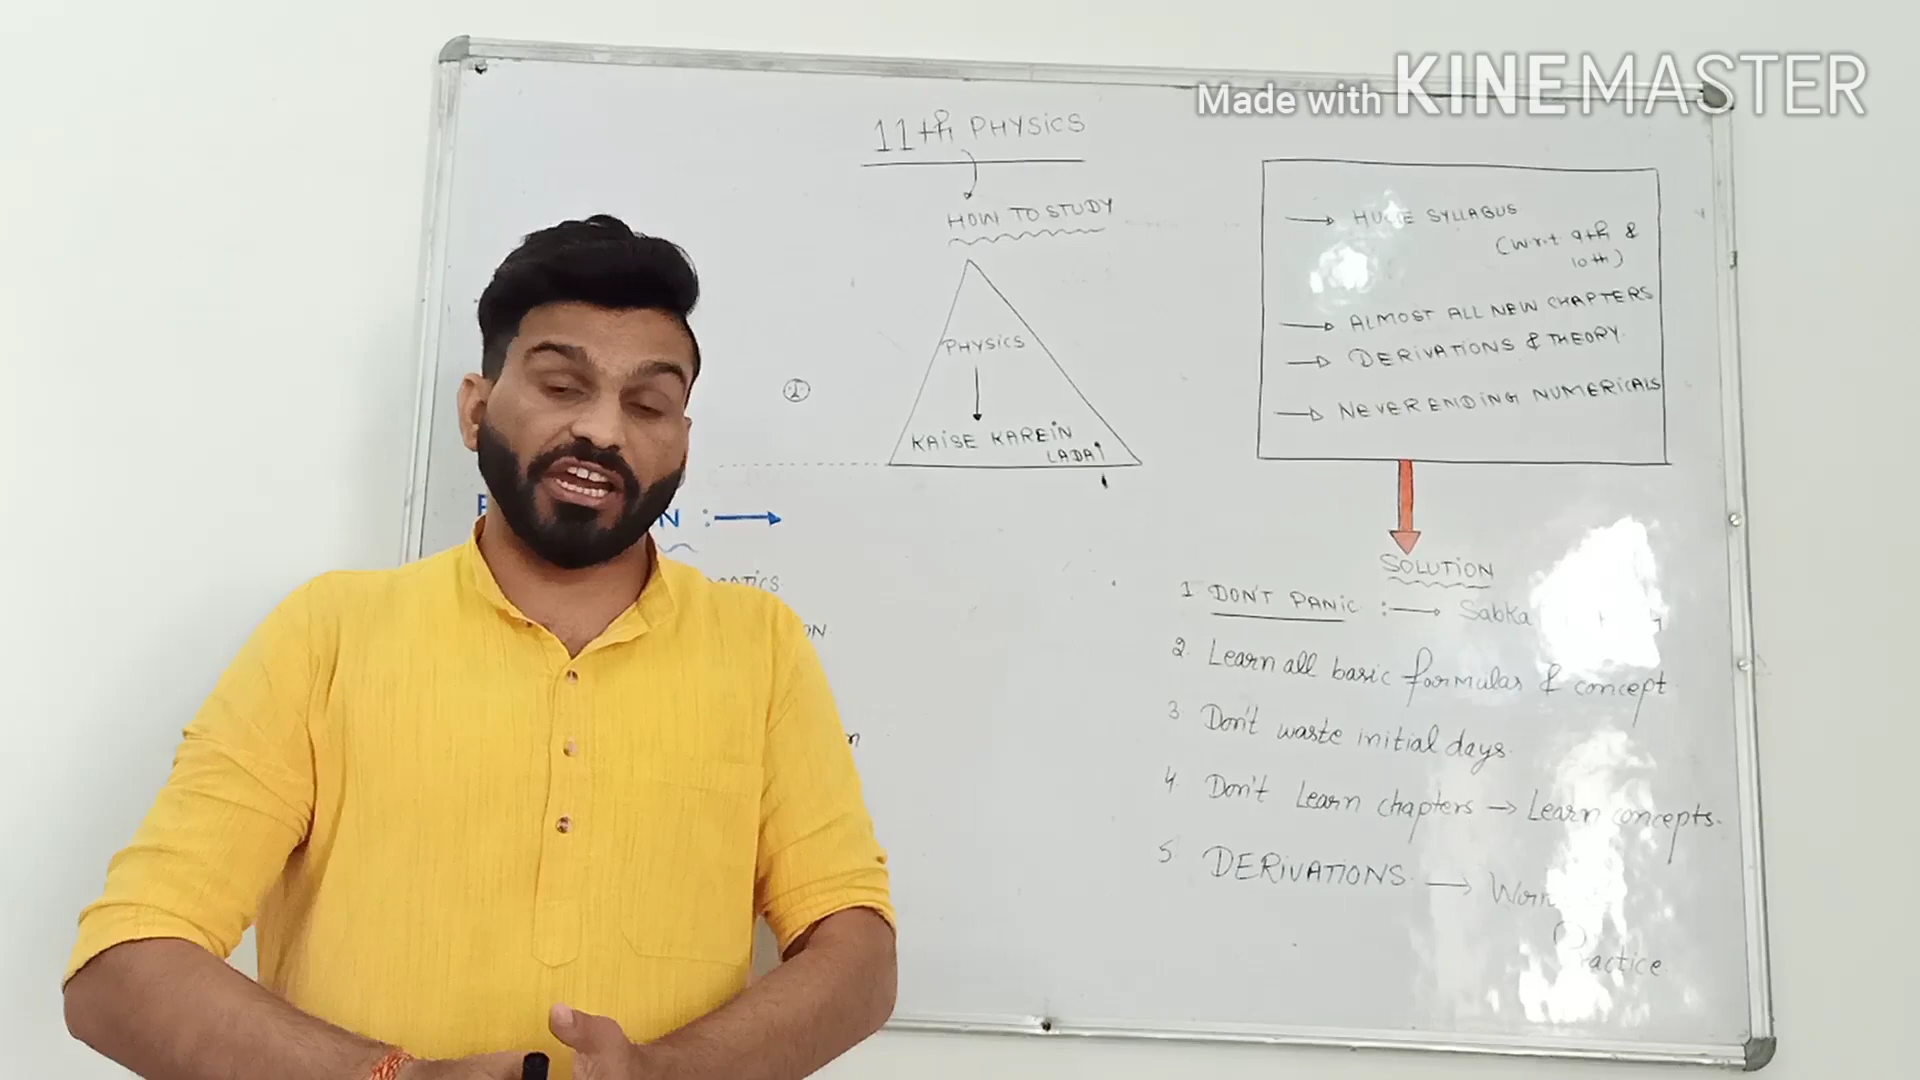 Made with KINEMASTER
11th PHYSICS
HOW TO STUDY
PHYSICS
KAISE KAREIN
LADAI
HUGE SYLLABUS
(w.r.t 9th &
10th)
ALMOST ALL NEW CHAPTERS
DERIVATIONS & THEORY.
NEVER ENDING NUMERICALS
SOLUTION
1 DON'T PANIC : → Sabka
2. Learn all basic formulas & concept
3 Don't waste initial days.
4. Don't Learn chapters → Learn concepts.
5. DERIVATIONS. →
Practice